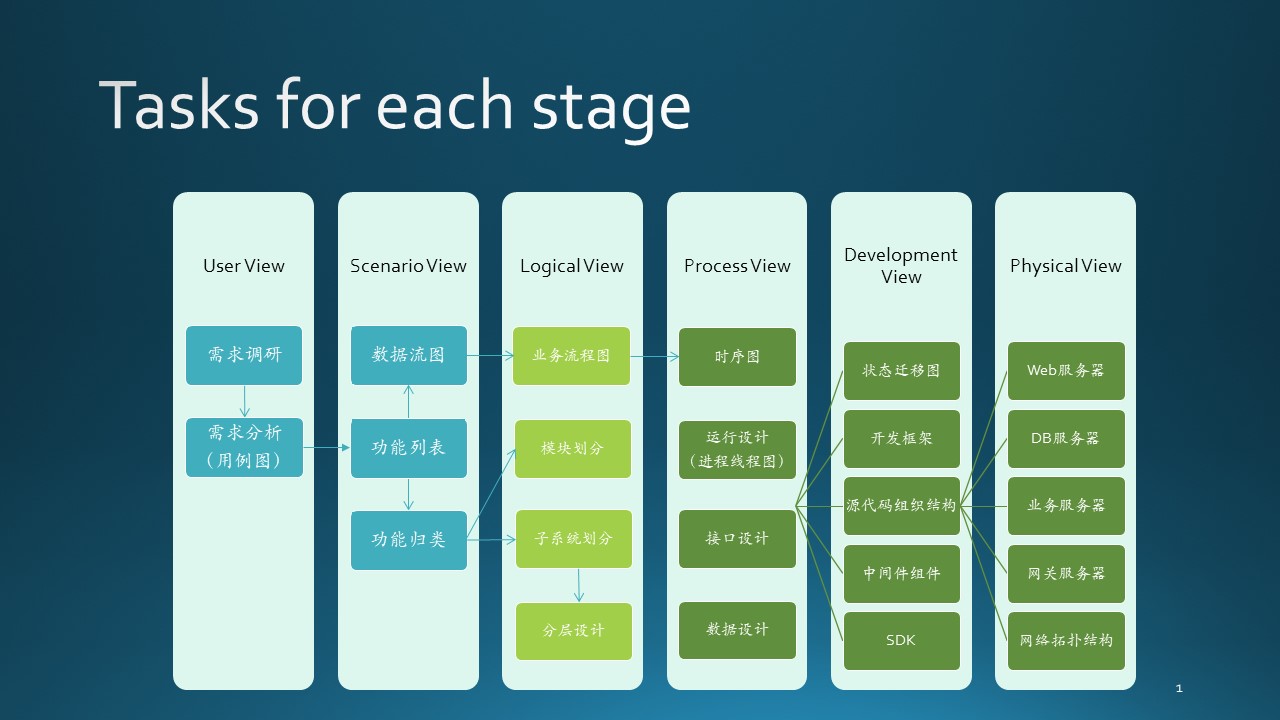 Tasks for each stage
User View
需求调研
需求分析
（用例图）
Scenario View
数据流图
功能列表
功能归类
Logical View
业务流程图
模块划分
子系统划分
分层设计
Process View
时序图
运行设计
（进程线程图）
接口设计
数据设计
Development
View
状态迁移图
开发框架
源代码组织结构
中间件组件
SDK
Physical View
Web服务器
DB服务器
业务服务器
网关服务器
网络拓扑结构
1